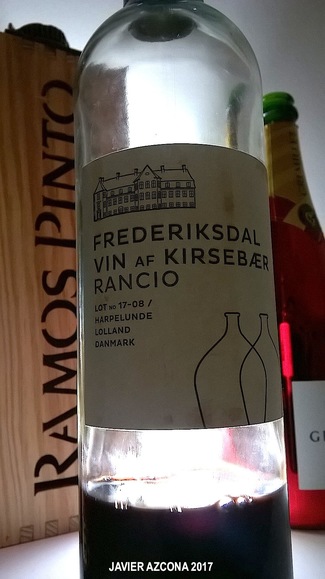 RAMOS PINTO
FREDERIKSDAL
VIN AF KIRSEBÆR
RANCIO
LOT NO 17-08 /
HARPELUNDE
LOLLAND
DANMARK
JAVIER AZCONA 2017